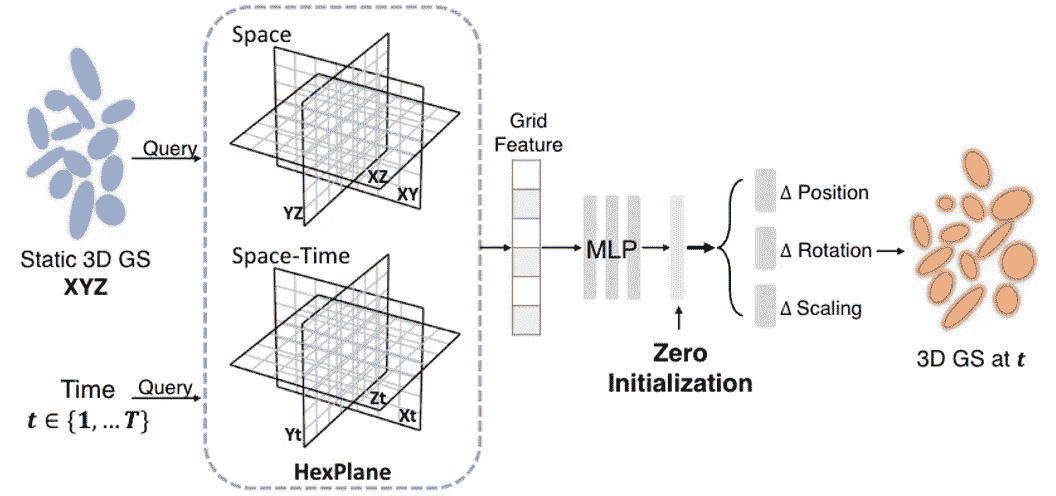 Space
Query
XZ
XY
YZ
Static 3D GS
XYZ
Space-Time
Time
t ∈ {1, ... T}
Query
Zt
Xt
Yt
HexPlane
Grid
Feature
MLP
Zero
Initialization
Δ Position
Δ Rotation
Δ Scaling
3D GS at t